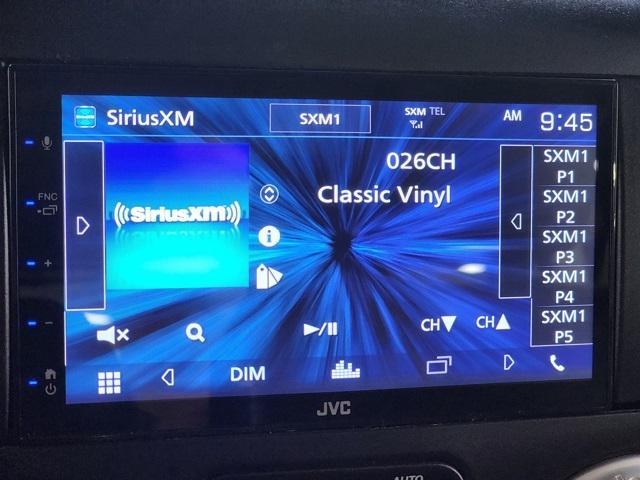 SiriusXM
SXM1
SXM TEL
AM
9:45
026CH
Classic Vinyl
((SiriusXM))
FNC
SXM1
P1
SXM1
P2
SXM1
P3
SXM1
P4
SXM1
P5
CH▼
CH▲
DIM
JVC
AUTO